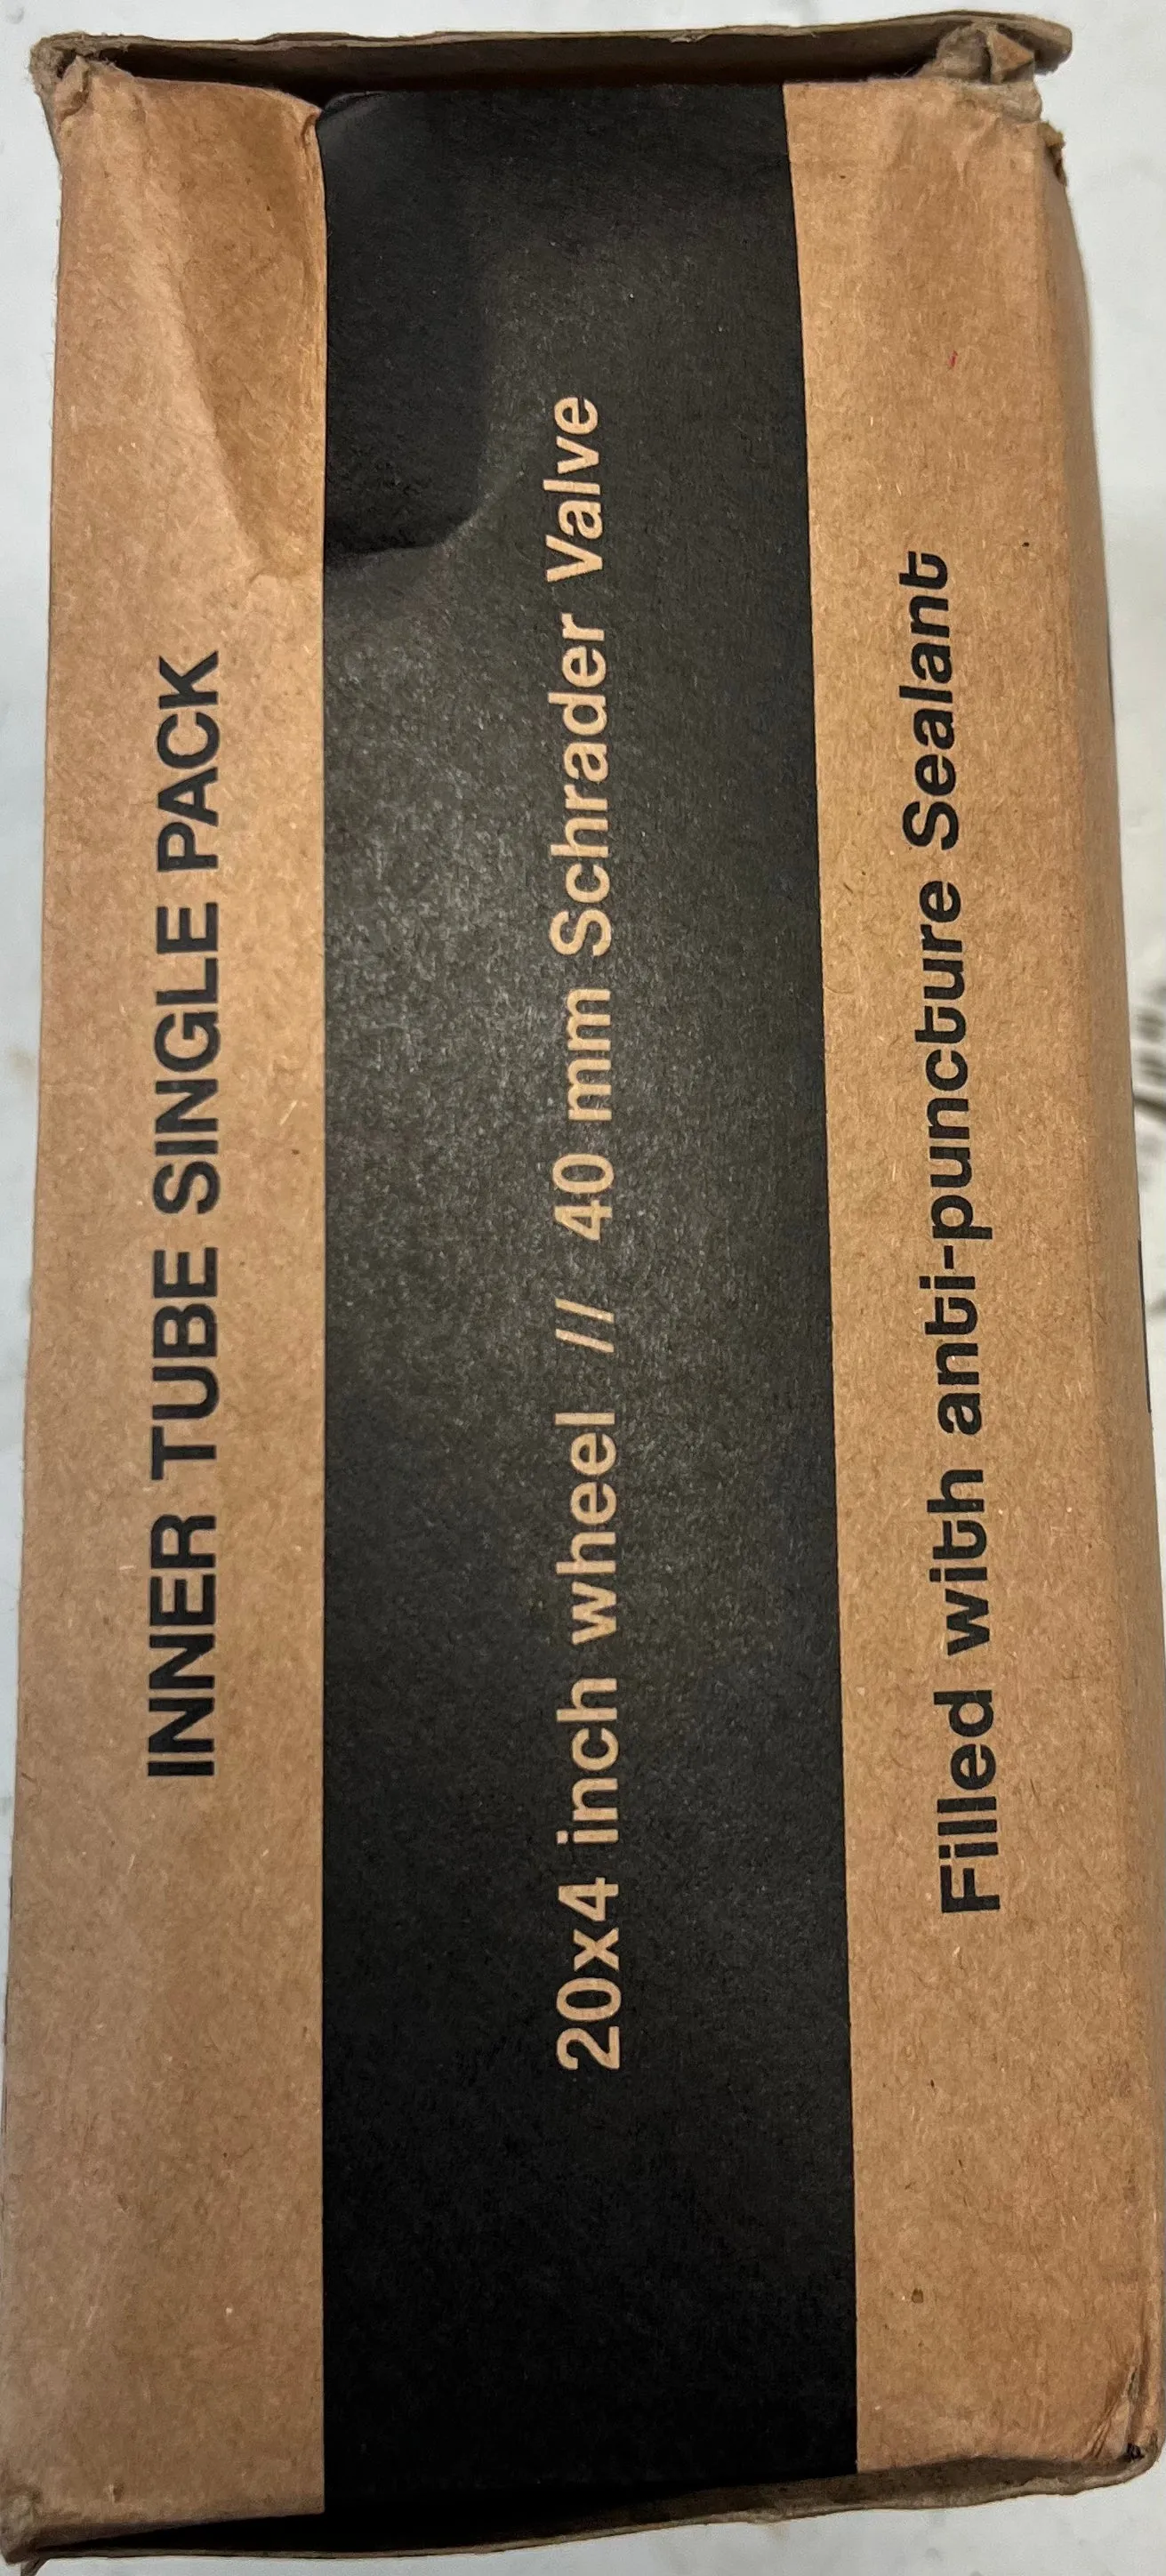 INNER TUBE SINGLE PACK
20x4 inch wheel // 40 mm Schrader Valve
Filled with anti-puncture Sealant